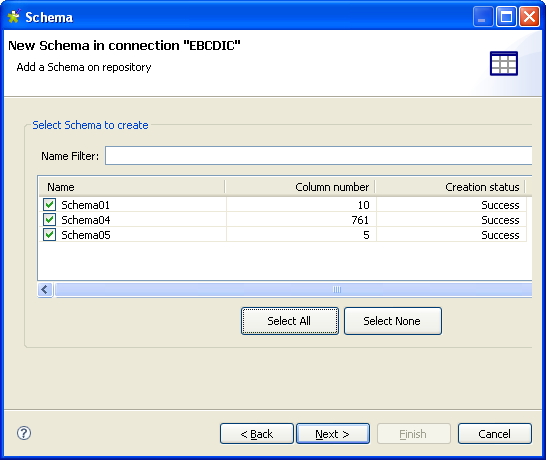 Schema
New Schema in connection "EBCDIC"
Add a Schema on repository
Select Schema to create
Name Filter:
Name Column number Creation status
Schema01 10 Success
Schema04 761 Success
Schema05 5 Success
Select All Select None
? < Back Next > Finish Cancel